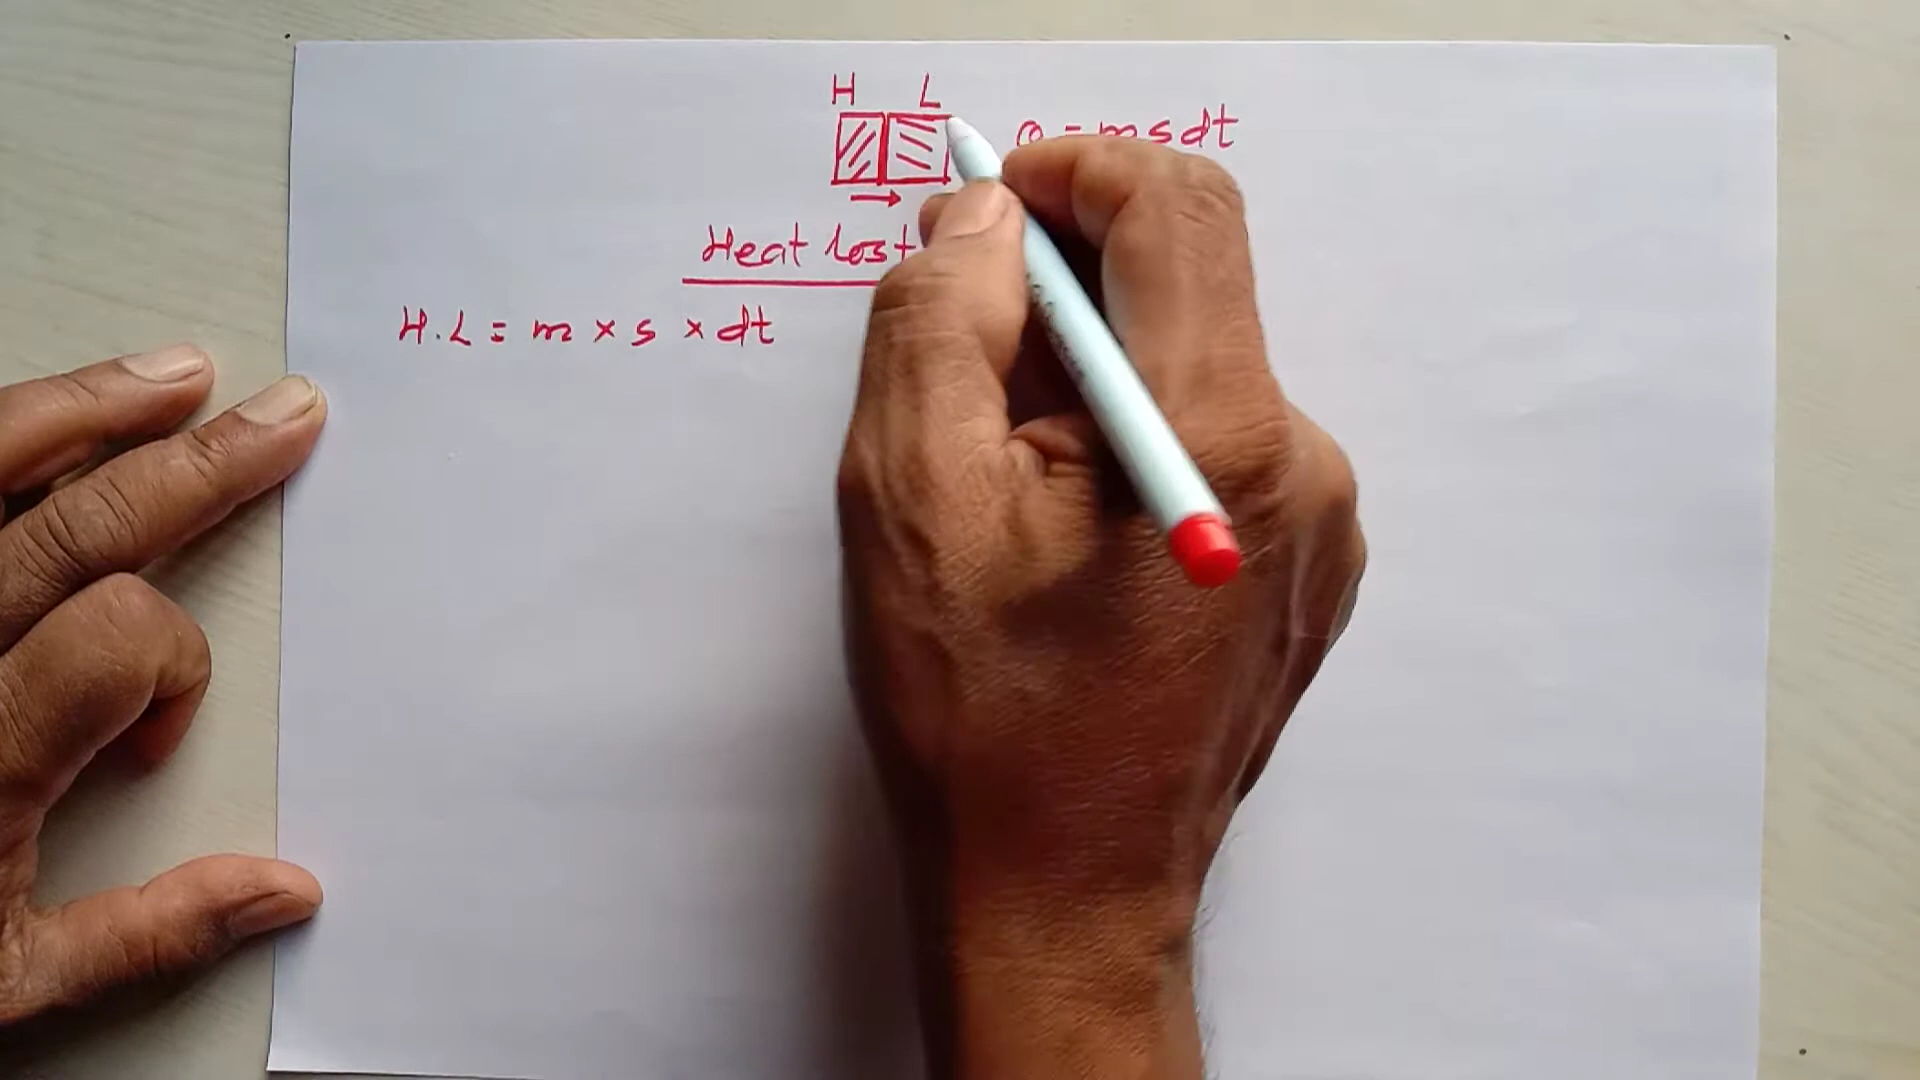 H L
Q = msdt
Heat lost
H.L = m × s × dt